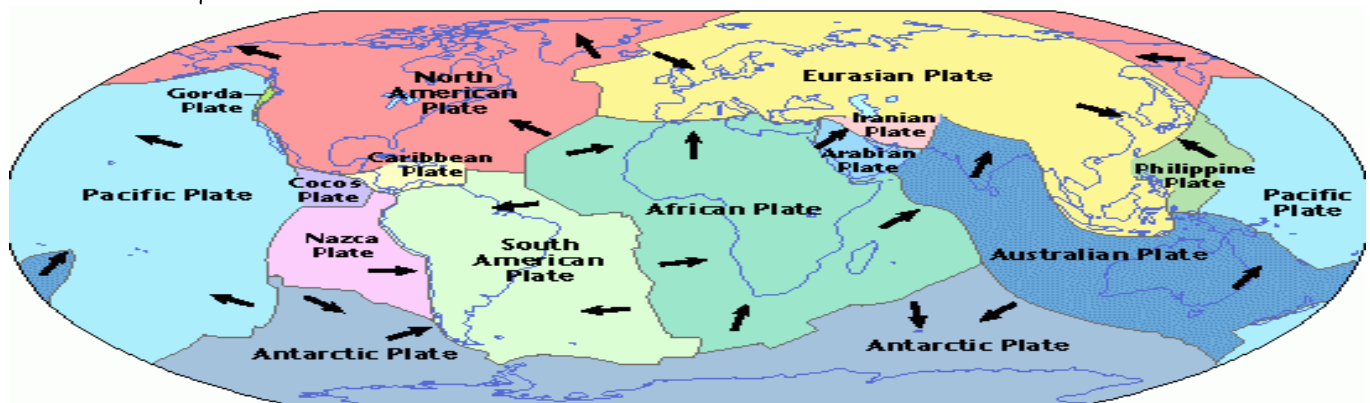 North
American
Plate
Eurasian Plate
Gorda
Plate
Iranian
Plate
Caribbean
Plate
Arabian
Plate
Philippine
Plate
Cocos
Plate
Pacific Plate
African Plate
Pacific
Plate
Nazca
Plate
South
American
Plate
Australian Plate
Antarctic Plate
Antarctic Plate